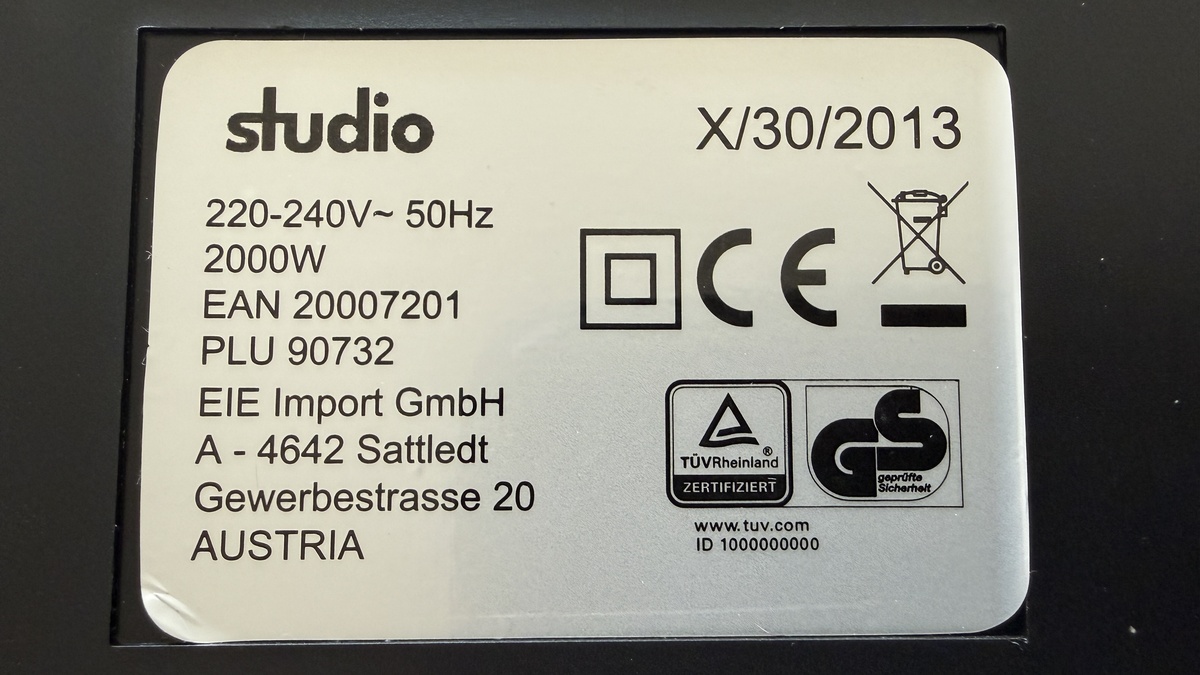 studio
X/30/2013
220-240V~ 50Hz
2000W
EAN 20007201
PLU 90732
EIE Import GmbH
A - 4642 Sattledt
Gewerbestrasse 20
AUSTRIA
CE
TÜVRheinland®
ZERTIFIZIERT
GS
geprüfte
Sicherheit
www.tuv.com
ID 1000000000